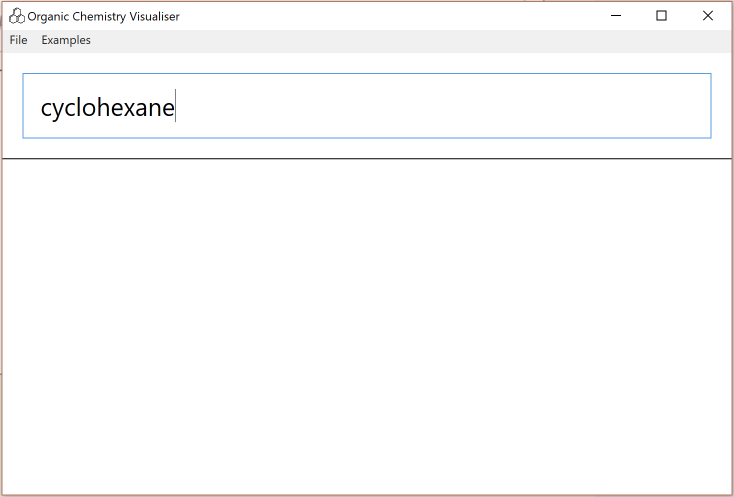 Organic Chemistry Visualiser
File Examples
cyclohexane